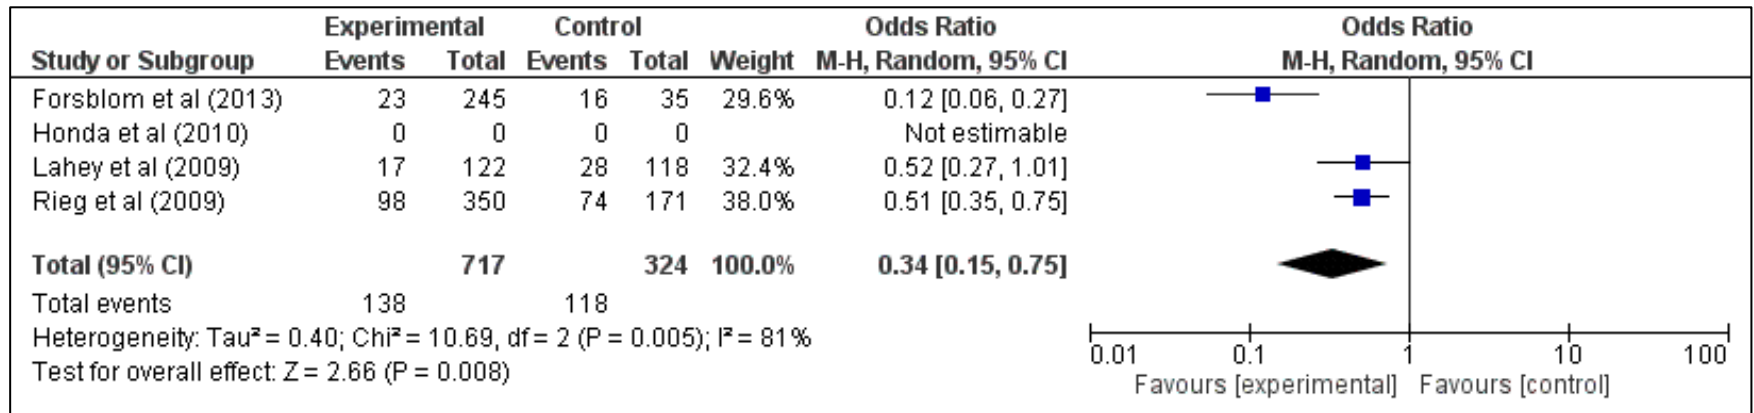 Experimental Control Odds Ratio Odds Ratio
Study or Subgroup Events Total Events Total Weight M-H, Random, 95% CI M-H, Random, 95% CI
Forsblom et al (2013) 23 245 16 35 29.6% 0.12 [0.06, 0.27]
Honda et al (2010) 0 0 0 0 Not estimable
Lahey et al (2009) 17 122 28 118 32.4% 0.52 [0.27, 1.01]
Rieg et al (2009) 98 350 74 171 38.0% 0.51 [0.35, 0.75]
Total (95% CI) 717 324 100.0% 0.34 [0.15, 0.75]
Total events 138 118
Heterogeneity: Tau² = 0.40; Chi² = 10.69, df = 2 (P = 0.005); I² = 81%
Test for overall effect: Z = 2.66 (P = 0.008)
0.01 0.1 1 10 100
Favours [experimental] Favours [control]